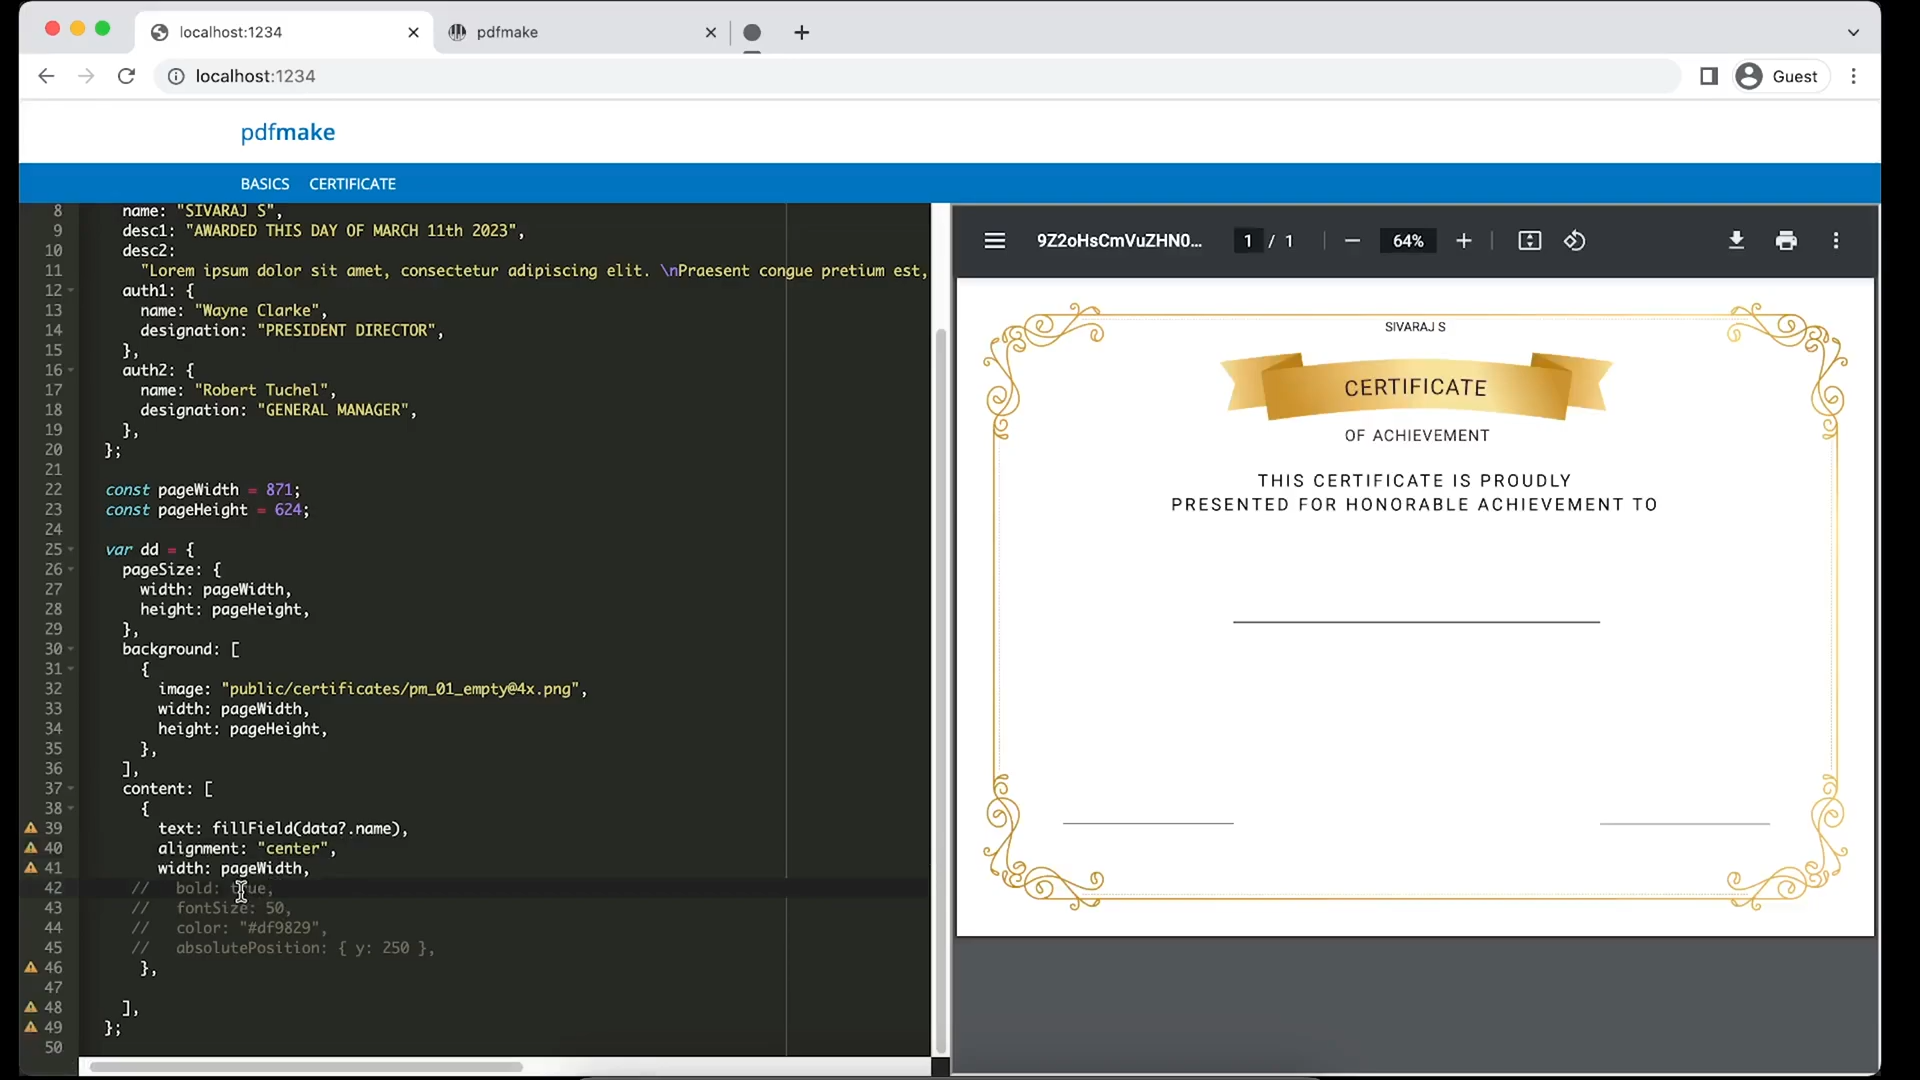 localhost:1234
pdfmake
localhost:1234
Guest
pdfmake
BASICS CERTIFICATE
8 name: "SIVARAJ S",
9 desc1: "AWARDED THIS DAY OF MARCH 11th 2023",
10 desc2:
11 "Lorem ipsum dolor sit amet, consectetur adipiscing elit. \nPraesent congue pretium est,
12 auth1: {
13 name: "Wayne Clarke",
14 designation: "PRESIDENT DIRECTOR",
15 },
16 auth2: {
17 name: "Robert Tuchel",
18 designation: "GENERAL MANAGER",
19 },
20 };
21
22 const pageWidth = 871;
23 const pageHeight = 624;
24
25 var dd = {
26 pageSize: {
27 width: pageWidth,
28 height: pageHeight,
29 },
30 background: [
31 {
32 image: "public/certificates/pm_01_empty@4x.png",
33 width: pageWidth,
34 height: pageHeight,
35 },
36 ],
37 content: [
38 {
39 text: fillField(data?.name),
40 alignment: "center",
41 width: pageWidth,
42 // bold: true,
43 // fontSize: 50,
44 // color: "#df9829",
45 // absolutePosition: { y: 250 },
46 },
47
48 ],
49 };
50
9Z2oHsCmVuZHN0... 1 / 1 64%
SIVARAJ S
CERTIFICATE
OF ACHIEVEMENT
THIS CERTIFICATE IS PROUDLY
PRESENTED FOR HONORABLE ACHIEVEMENT TO